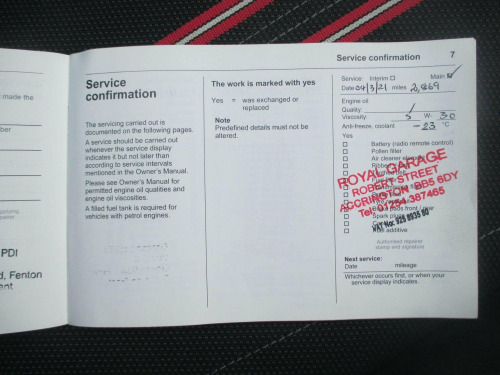 made the
ber
PDI
d, Fenton
ent
Service
confirmation
The servicing carried out is
documented on the following pages.
A service should be carried out
whenever the service display
indicates it but not later than
according to service intervals
mentioned in the Owner's Manual.
Please see Owner's Manual for
permitted engine oil qualities and
engine oil viscosities.
A filled fuel tank is required for
vehicles with petrol engines.
The work is marked with yes
Yes = was exchanged or
replaced
Note
Predefined details must not be
altered.
Service confirmation 7
Service: Interim Main
Date 04/3/21 miles 2,869
Engine oil
Quality:
Viscosity: 5 W- 30
Anti-freeze, coolant -23 °C
Yes
Battery (radio remote control)
Pollen filter
Air cleaner
Spark
additive
ROYAL GARAGE
ROBERT STREET
ACCRINGTON BB5 6DY
Tel: 01254 387465
VAT No:
Authorised repairer
stamp and signature
Next service:
Date mileage
Whichever occurs first, or when your
service display indicates.